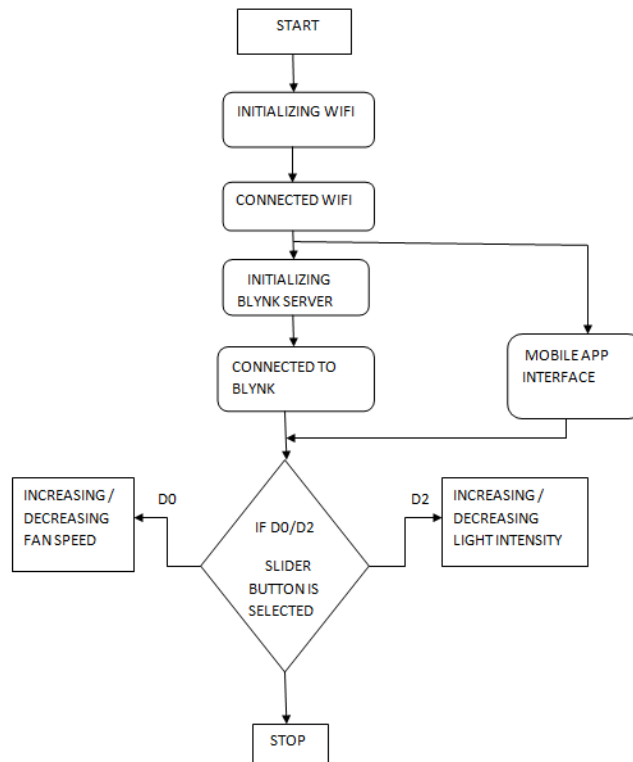 START
INITIALIZING WIFI
CONNECTED WIFI
INITIALIZING
BLYNK SERVER
CONNECTED TO
BLYNK
MOBILE APP
INTERFACE
INCREASING /
DECREASING
FAN SPEED
D0
IF D0/D2
SLIDER
BUTTON IS
SELECTED
D2
INCREASING /
DECREASING
LIGHT INTENSITY
STOP